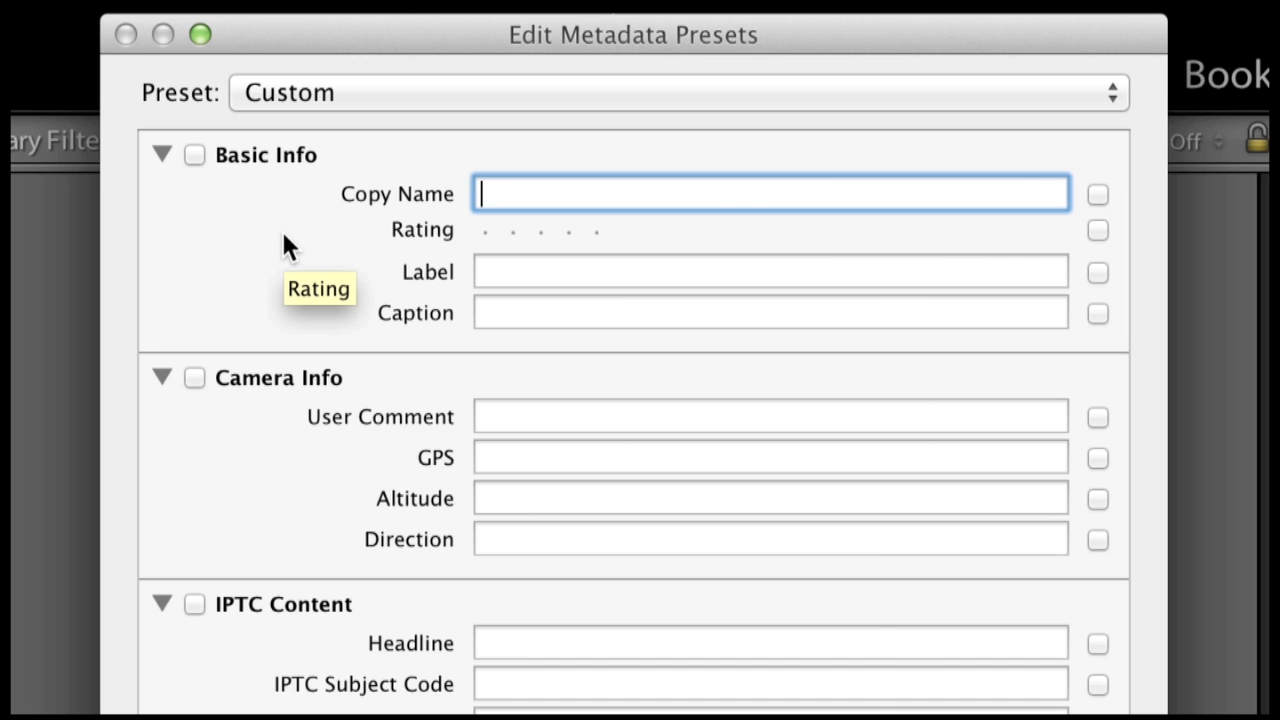 Edit Metadata Presets
Book
Preset: Custom
ary Filte
Off
Basic Info
Copy Name
Rating
Label
Rating
Caption
Camera Info
User Comment
GPS
Altitude
Direction
IPTC Content
Headline
IPTC Subject Code